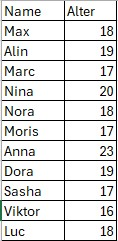 Name Alter
Max 18
Alin 19
Marc 17
Nina 20
Nora 18
Moris 17
Anna 23
Dora 19
Sasha 17
Viktor 16
Luc 18